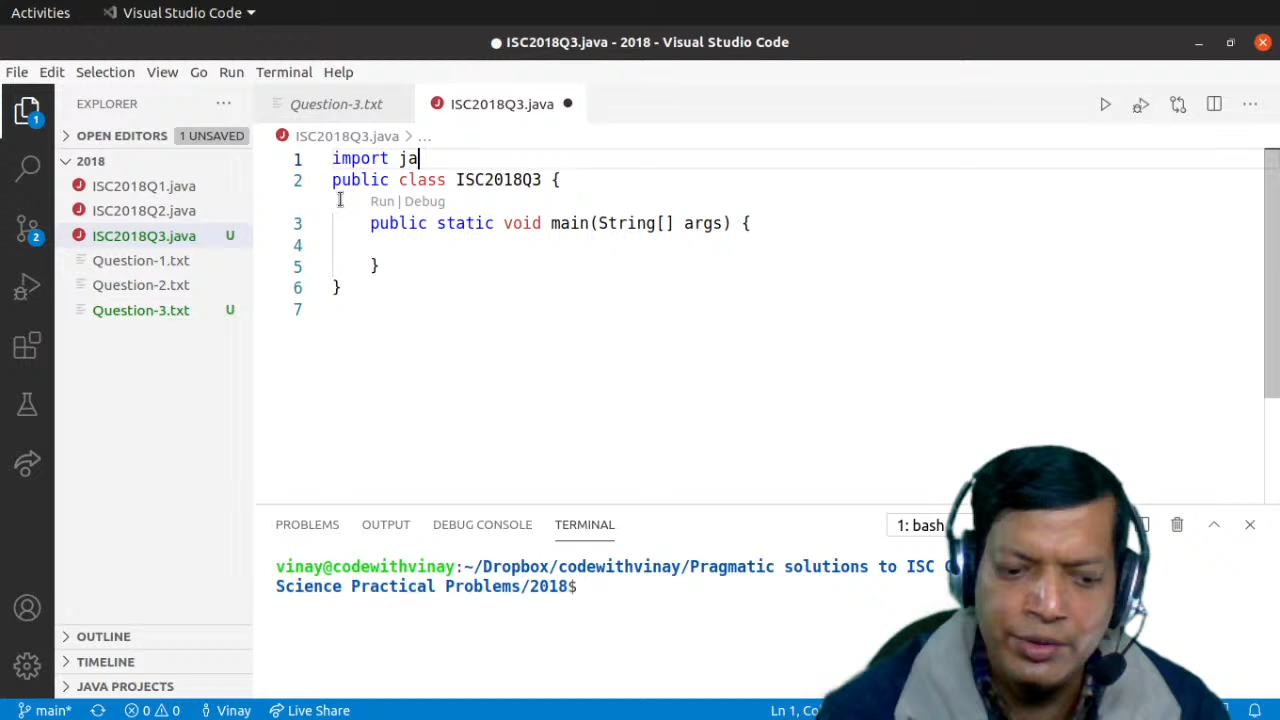 Activities Visual Studio Code
ISC2018Q3.java - 2018 - Visual Studio Code
File Edit Selection View Go Run Terminal Help
EXPLORER ··· Question-3.txt ISC2018Q3.java
OPEN EDITORS 1 UNSAVED ISC2018Q3.java > ...
2018
ISC2018Q1.java
ISC2018Q2.java
ISC2018Q3.java U
Question-1.txt
Question-2.txt
Question-3.txt U
1 import ja
2 public class ISC2018Q3 {
Run | Debug
3 public static void main(String[] args) {
4
5 }
6 }
7
PROBLEMS OUTPUT DEBUG CONSOLE TERMINAL 1: bash
vinay@codewithvinay:~/Dropbox/codewithvinay/Pragmatic solutions to ISC
Science Practical Problems/2018$
OUTLINE
TIMELINE
JAVA PROJECTS
main* 0 0 Vinay Live Share Ln 1,
1
2